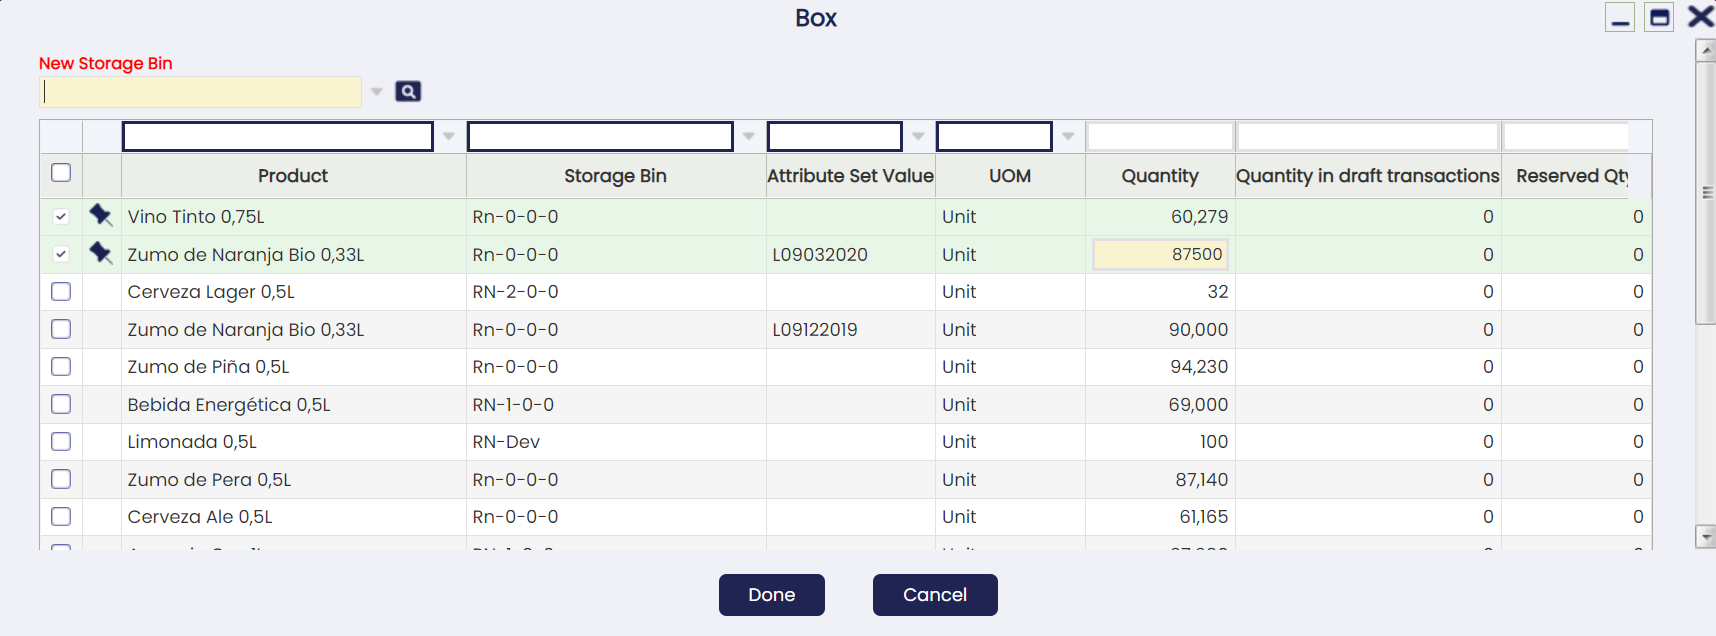 Box
New Storage Bin
Product Storage Bin Attribute Set Value UOM Quantity Quantity in draft transactions Reserved Qty
Vino Tinto 0,75L Rn-0-0-0 Unit 60,279 0 0
Zumo de Naranja Bio 0,33L Rn-0-0-0 L09032020 Unit 87500 0 0
Cerveza Lager 0,5L RN-2-0-0 Unit 32 0 0
Zumo de Naranja Bio 0,33L Rn-0-0-0 L09122019 Unit 90,000 0 0
Zumo de Piña 0,5L Rn-0-0-0 Unit 94,230 0 0
Bebida Energética 0,5L RN-1-0-0 Unit 69,000 0 0
Limonada 0,5L RN-Dev Unit 100 0 0
Zumo de Pera 0,5L Rn-0-0-0 Unit 87,140 0 0
Cerveza Ale 0,5L Rn-0-0-0 Unit 61,165 0 0
Done Cancel